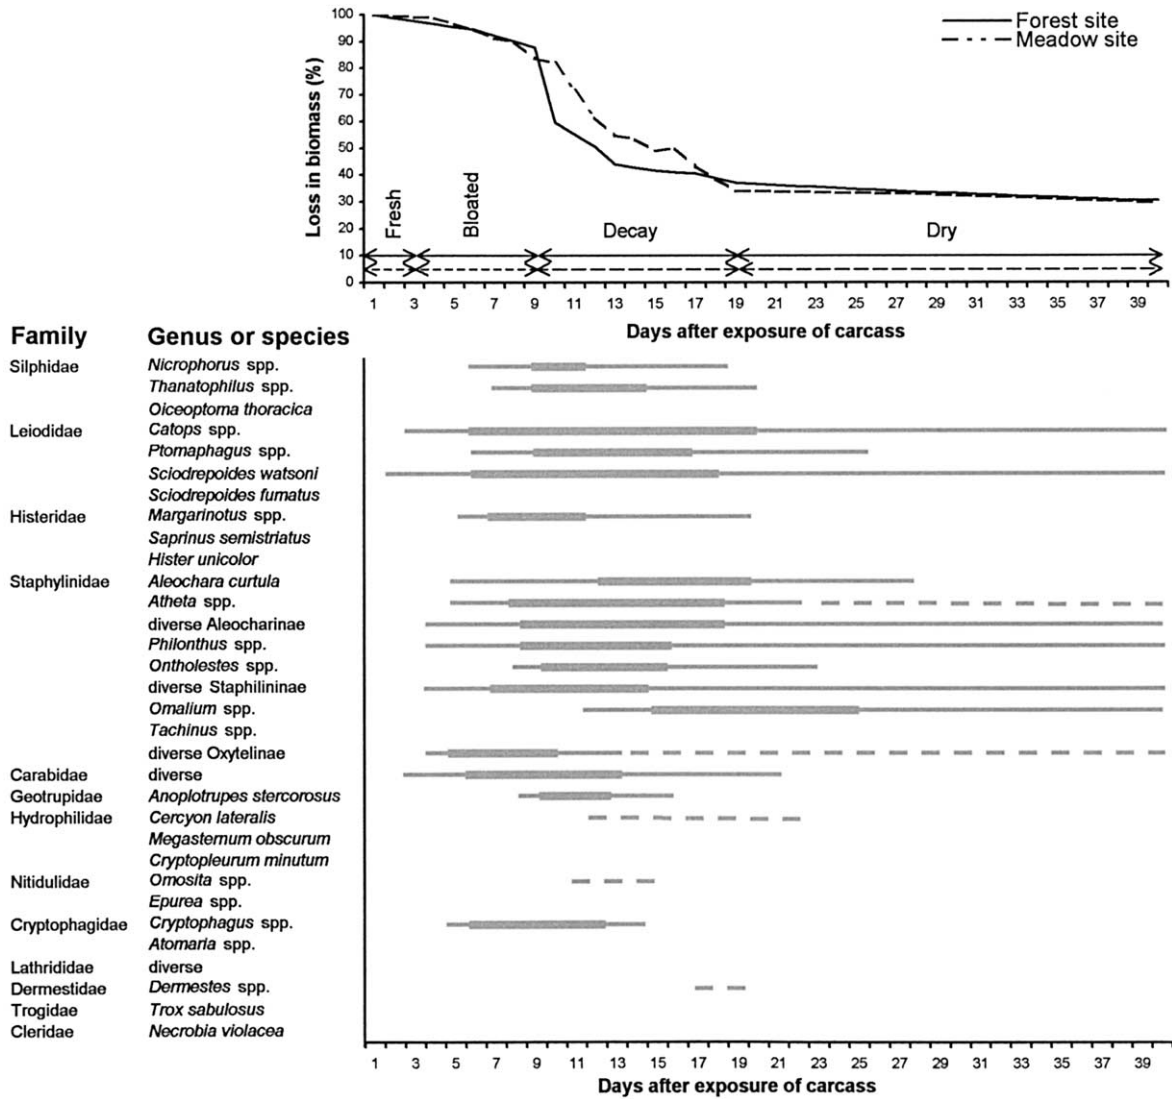 Forest site
Meadow site
Loss in biomass (%)
100
90
80
70
60
50
40
30
20
10
0
Fresh
Bloated
Decay
Dry
1 3 5 7 9 11 13 15 17 19 21 23 25 27 29 31 33 35 37 39
Days after exposure of carcass
Family Genus or species
Silphidae Nicrophorus spp.
Thanatophilus spp.
Oiceoptoma thoracica
Leiodidae Catops spp.
Ptomaphagus spp.
Sciodrepoides watsoni
Sciodrepoides fumatus
Histeridae Margarinotus spp.
Saprinus semistriatus
Hister unicolor
Staphylinidae Aleochara curtula
Atheta spp.
diverse Aleocharinae
Philonthus spp.
Ontholestes spp.
diverse Staphilininae
Omalium spp.
Tachinus spp.
diverse Oxytelinae
Carabidae diverse
Geotrupidae Anoplotrupes stercorosus
Hydrophilidae Cercyon lateralis
Megasternum obscurum
Cryptopleurum minutum
Nitidulidae Omosita spp.
Epurea spp.
Cryptophagidae Cryptophagus spp.
Atomaria spp.
Lathrididae diverse
Dermestidae Dermestes spp.
Trogidae Trox sabulosus
Cleridae Necrobia violacea
1 3 5 7 9 11 13 15 17 19 21 23 25 27 29 31 33 35 37 39
Days after exposure of carcass